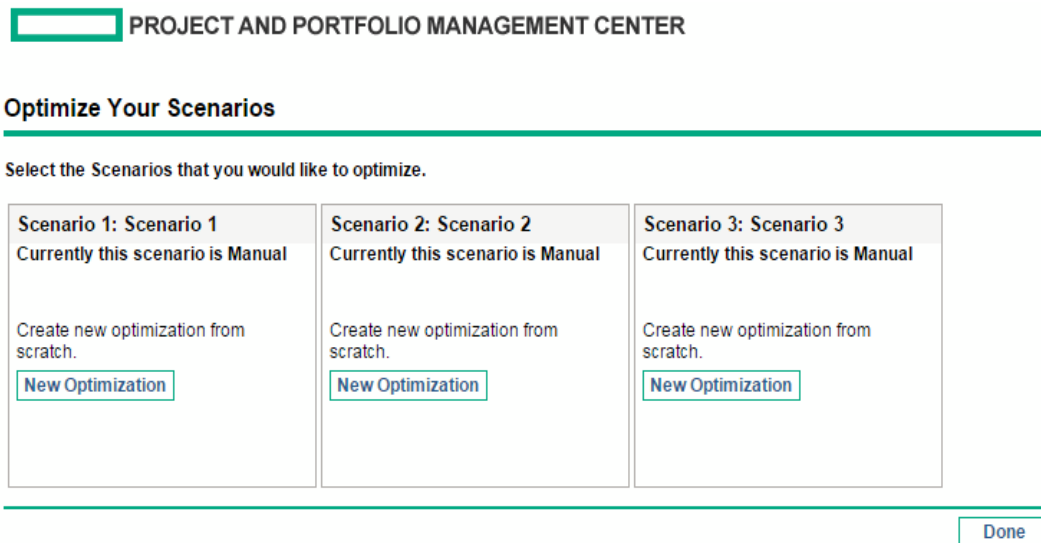 PROJECT AND PORTFOLIO MANAGEMENT CENTER
Optimize Your Scenarios
Select the Scenarios that you would like to optimize.
Scenario 1: Scenario 1
Currently this scenario is Manual
Create new optimization from
scratch.
New Optimization
Scenario 2: Scenario 2
Currently this scenario is Manual
Create new optimization from
scratch.
New Optimization
Scenario 3: Scenario 3
Currently this scenario is Manual
Create new optimization from
scratch.
New Optimization
Done